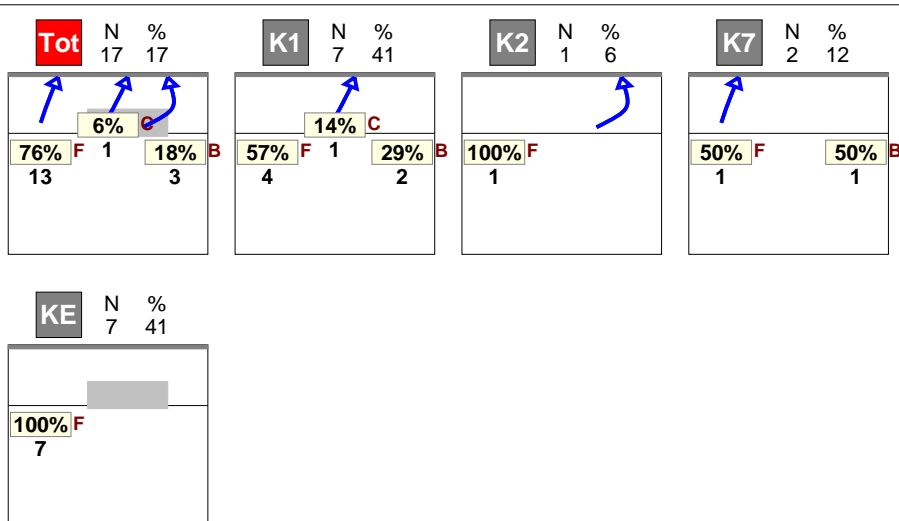 Tot N %
17 17
6% C
76% F 1 18% B
13 3
K1 N %
7 41
14% C
57% F 1 29% B
4 2
K2 N %
1 6
100% F
1
K7 N %
2 12
50% F 50% B
1 1
KE N %
7 41
100% F
7